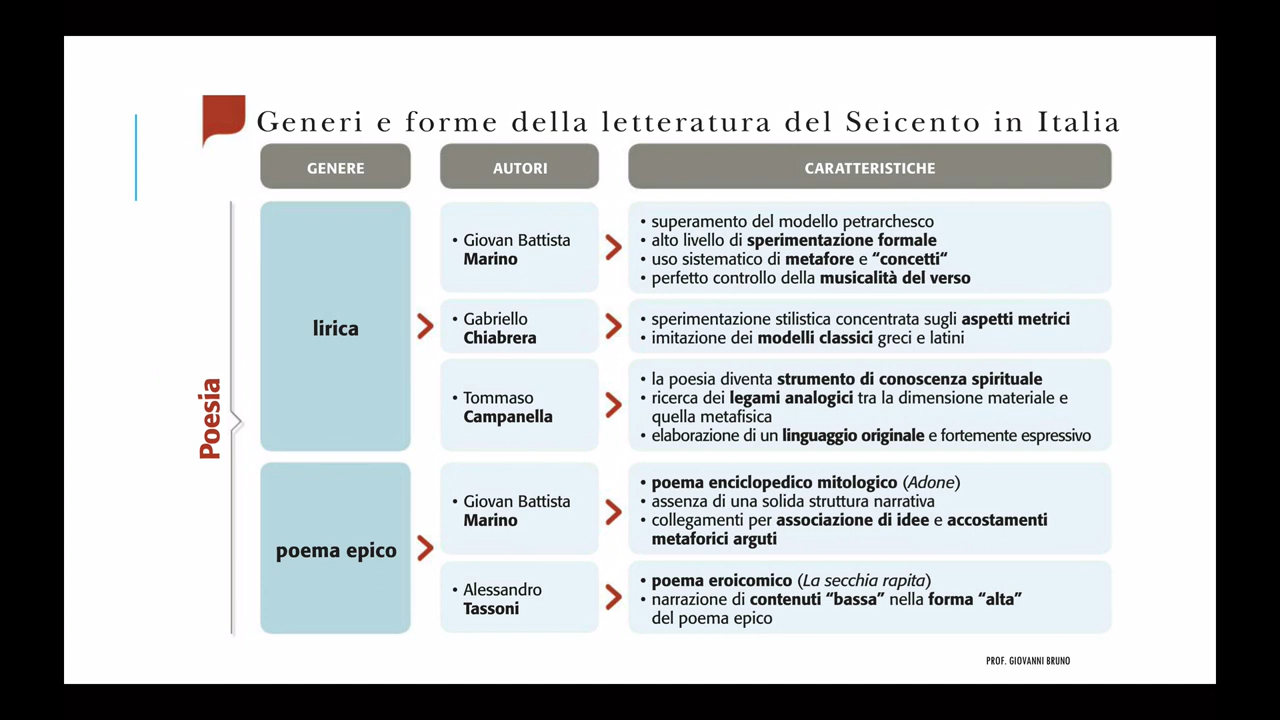 Generi e forme della letteratura del Seicento in Italia
GENERE
AUTORI
CARATTERISTICHE
Poesia
lirica
• Giovan Battista
Marino
• superamento del modello petrarchesco
• alto livello di sperimentazione formale
• uso sistematico di metafore e “concetti“
• perfetto controllo della musicalità del verso
• Gabriello
Chiabrera
• sperimentazione stilistica concentrata sugli aspetti metrici
• imitazione dei modelli classici greci e latini
• Tommaso
Campanella
• la poesia diventa strumento di conoscenza spirituale
• ricerca dei legami analogici tra la dimensione materiale e
quella metafisica
• elaborazione di un linguaggio originale e fortemente espressivo
poema epico
• Giovan Battista
Marino
• poema enciclopedico mitologico (Adone)
• assenza di una solida struttura narrativa
• collegamenti per associazione di idee e accostamenti
metaforici arguti
• Alessandro
Tassoni
• poema eroicomico (La secchia rapita)
• narrazione di contenuti “bassa” nella forma “alta”
del poema epico
PROF. GIOVANNI BRUNO